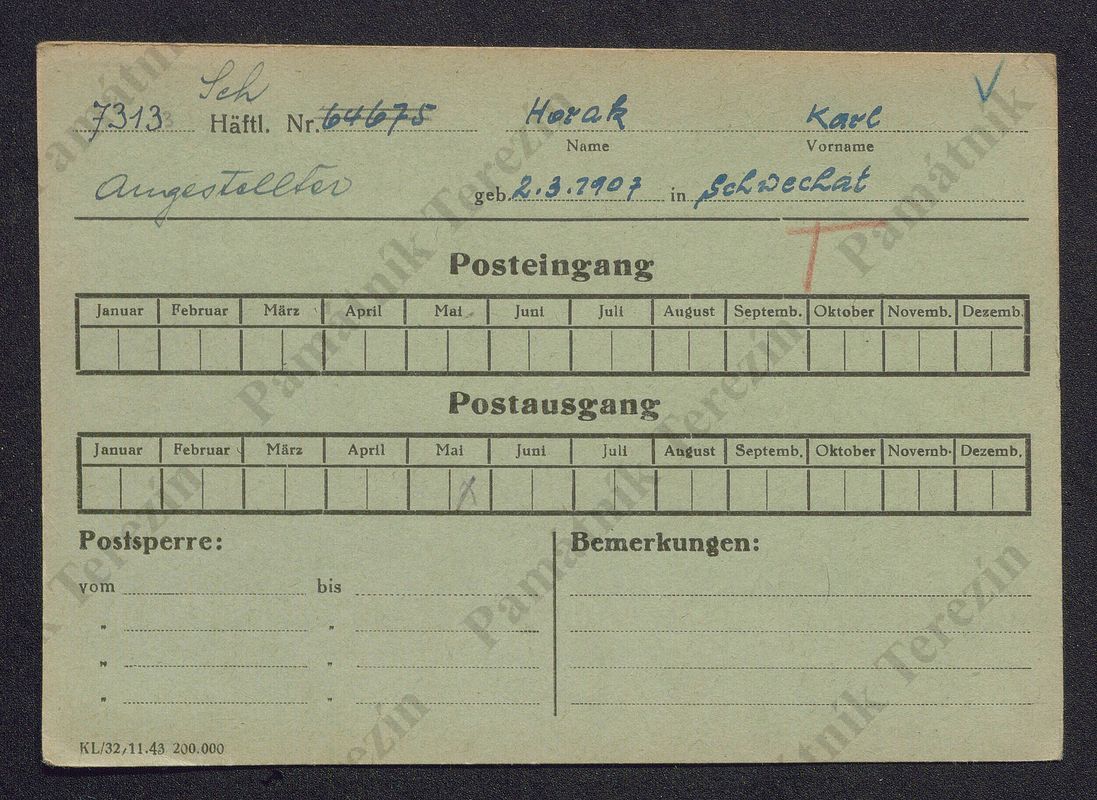 Sch
7313 Häftl. Nr. 64675 Horak Karl
Name Vorname
Angestellter geb. 2.3.1907 in Schwechat
Posteingang
Januar Februar März April Mai Juni Juli August Septemb. Oktober Novemb. Dezemb.
Postausgang
Januar Februar März April Mai Juni Juli August Septemb. Oktober Novemb. Dezemb.
x
Postsperre: Bemerkungen:
vom bis
" "
" "
" "
KL/32/11.43 200.000
Památník Terezín